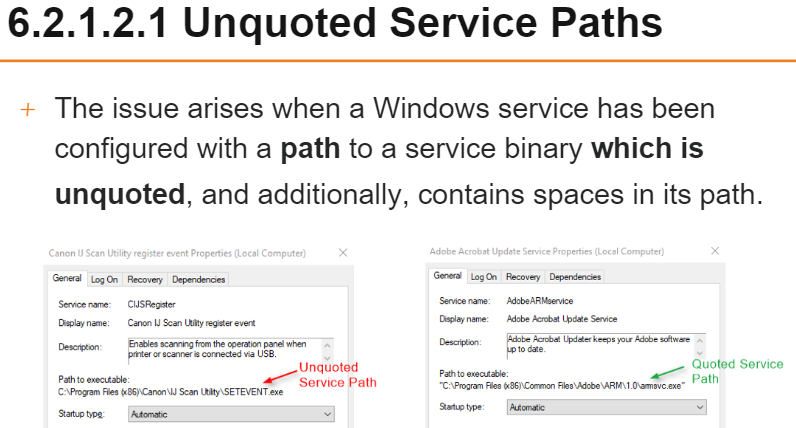 6.2.1.2.1 Unquoted Service Paths
+ The issue arises when a Windows service has been
configured with a path to a service binary which is
unquoted, and additionally, contains spaces in its path.
Canon IJ Scan Utility register event Properties (Local Computer)
General Log On Recovery Dependencies
Service name: CIJSRegister
Display name: Canon IJ Scan Utility register event
Description: Enables scanning from the operation panel when
printer or scanner is connected via USB.
Unquoted
Service Path
Path to executable:
C:\Program Files (x86)\Canon\IJ Scan Utility\SETEVENT.exe
Startup type: Automatic
Adobe Acrobat Update Service Properties (Local Computer)
General Log On Recovery Dependencies
Service name: AdobeARMservice
Display name: Adobe Acrobat Update Service
Description: Adobe Acrobat Updater keeps your Adobe software
up to date.
Quoted Service
Path
Path to executable:
"C:\Program Files (x86)\Common Files\Adobe\ARM\1.0\armsvc.exe"
Startup type: Automatic